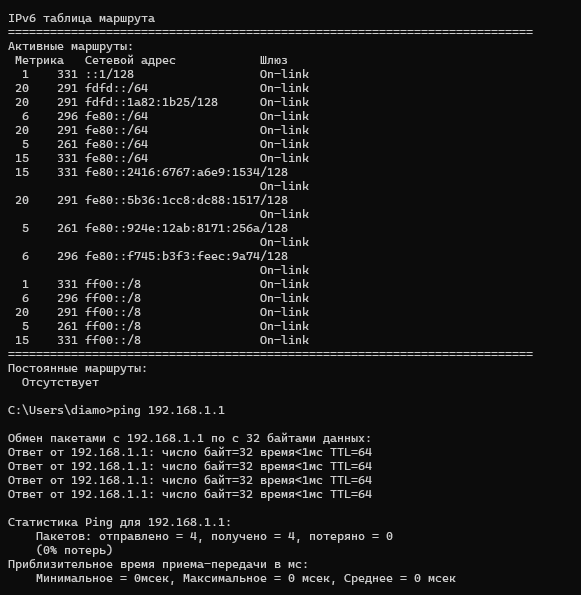 IPv6 таблица маршрута
===========================================================================
Активные маршруты:
 Метрика   Сетевой адрес            Шлюз
  1    331 ::1/128                  On-link
 20    291 fdfd::/64                On-link
 20    291 fdfd::1a82:1b25/128      On-link
  6    296 fe80::/64                On-link
 20    291 fe80::/64                On-link
  5    261 fe80::/64                On-link
 15    331 fe80::/64                On-link
 15    331 fe80::2416:6767:a6e9:1534/128
                                    On-link
 20    291 fe80::5b36:1cc8:dc88:1517/128
                                    On-link
  5    261 fe80::924e:12ab:8171:256a/128
                                    On-link
  6    296 fe80::f745:b3f3:feec:9a74/128
                                    On-link
  1    331 ff00::/8                 On-link
  6    296 ff00::/8                 On-link
 20    291 ff00::/8                 On-link
  5    261 ff00::/8                 On-link
 15    331 ff00::/8                 On-link
===========================================================================
Постоянные маршруты:
  Отсутствует
C:\Users\diamo>ping 192.168.1.1
Обмен пакетами с 192.168.1.1 по с 32 байтами данных:
Ответ от 192.168.1.1: число байт=32 время<1мс TTL=64
Ответ от 192.168.1.1: число байт=32 время<1мс TTL=64
Ответ от 192.168.1.1: число байт=32 время<1мс TTL=64
Ответ от 192.168.1.1: число байт=32 время<1мс TTL=64
Статистика Ping для 192.168.1.1:
    Пакетов: отправлено = 4, получено = 4, потеряно = 0
    (0% потерь)
Приблизительное время приема-передачи в мс:
    Минимальное = 0мсек, Максимальное = 0 мсек, Среднее = 0 мсек